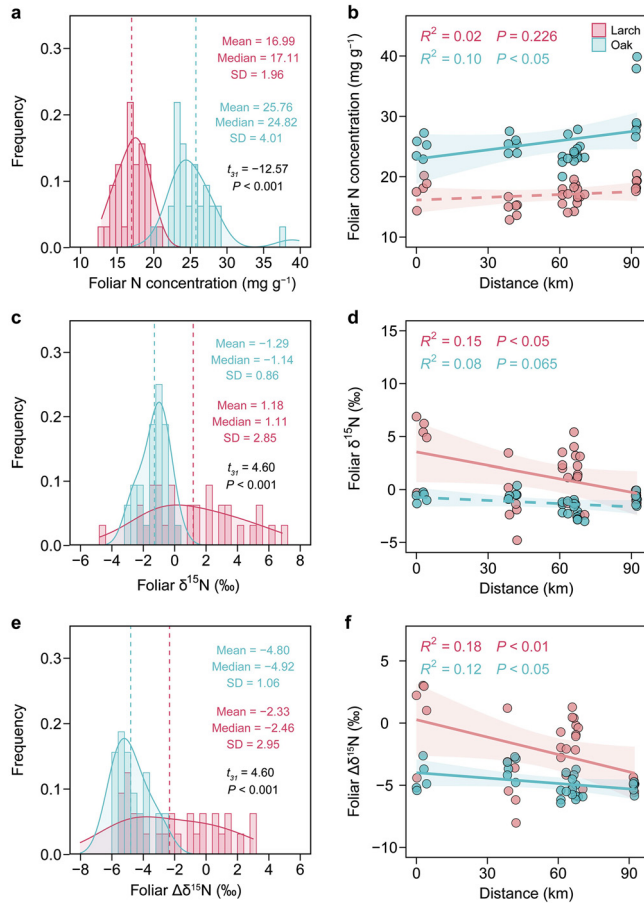 a
Frequency
0.3
0.2
0.1
0.0
Mean = 16.99
Median = 17.11
SD = 1.96
Mean = 25.76
Median = 24.82
SD = 4.01
t31 = −12.57
P < 0.001
10 15 20 25 30 35 40
Foliar N concentration (mg g⁻¹)
b
Foliar N concentration (mg g⁻¹)
R² = 0.02 P = 0.226
R² = 0.10 P < 0.05
Larch
Oak
40
30
20
10
0 30 60 90
Distance (km)
c
Frequency
0.3
0.2
0.1
0.0
Mean = −1.29
Median = −1.14
SD = 0.86
Mean = 1.18
Median = 1.11
SD = 2.85
t31 = 4.60
P < 0.001
−6 −4 −2 0 2 4 6 8
Foliar δ¹⁵N (‰)
d
Foliar δ¹⁵N (‰)
R² = 0.15 P < 0.05
R² = 0.08 P = 0.065
15
10
5
0
−5
0 30 60 90
Distance (km)
e
Frequency
0.3
0.2
0.1
0.0
Mean = −4.80
Median = −4.92
SD = 1.06
Mean = −2.33
Median = −2.46
SD = 2.95
t31 = 4.60
P < 0.001
−8 −6 −4 −2 0 2 4 6
Foliar Δδ¹⁵N (‰)
f
Foliar Δδ¹⁵N (‰)
R² = 0.18 P < 0.01
R² = 0.12 P < 0.05
5
0
−5
−10
0 30 60 90
Distance (km)